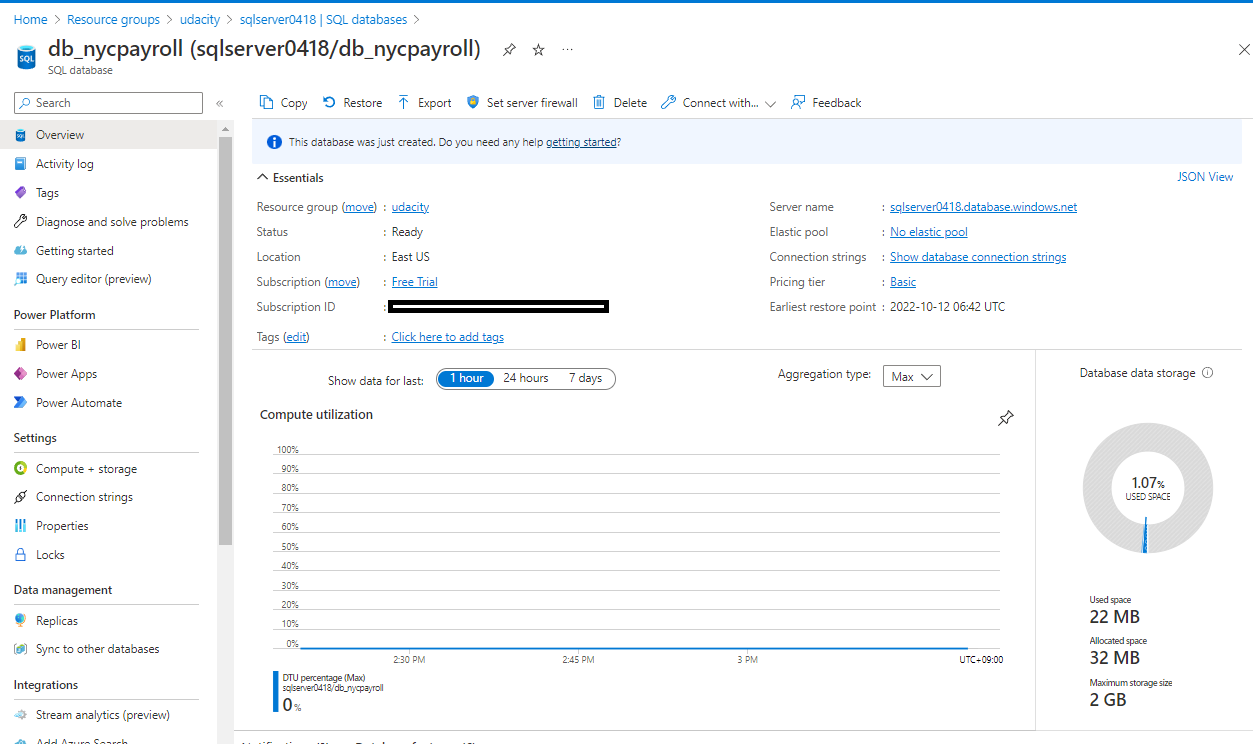 Home > Resource groups > udacity > sqlserver0418 | SQL databases >
db_nycpayroll (sqlserver0418/db_nycpayroll)
SQL database
Search
Overview
Activity log
Tags
Diagnose and solve problems
Getting started
Query editor (preview)
Power Platform
Power BI
Power Apps
Power Automate
Settings
Compute + storage
Connection strings
Properties
Locks
Data management
Replicas
Sync to other databases
Integrations
Stream analytics (preview)
Add Azure Search
Copy Restore Export Set server firewall Delete Connect with... Feedback
This database was just created. Do you need any help getting started?
Essentials
JSON View
Resource group (move) : udacity
Status : Ready
Location : East US
Subscription (move) : Free Trial
Subscription ID :
Tags (edit) : Click here to add tags
Server name : sqlserver0418.database.windows.net
Elastic pool : No elastic pool
Connection strings : Show database connection strings
Pricing tier : Basic
Earliest restore point : 2022-10-12 06:42 UTC
Show data for last: 1 hour 24 hours 7 days
Aggregation type: Max
Compute utilization
100%
90%
80%
70%
60%
50%
40%
30%
20%
10%
0%
2:30 PM 2:45 PM 3 PM UTC+09:00
DTU percentage (Max)
sqlserver0418/db_nycpayroll
0%
Database data storage
1.07%
USED SPACE
Used space
22 MB
Allocated space
32 MB
Maximum storage size
2 GB